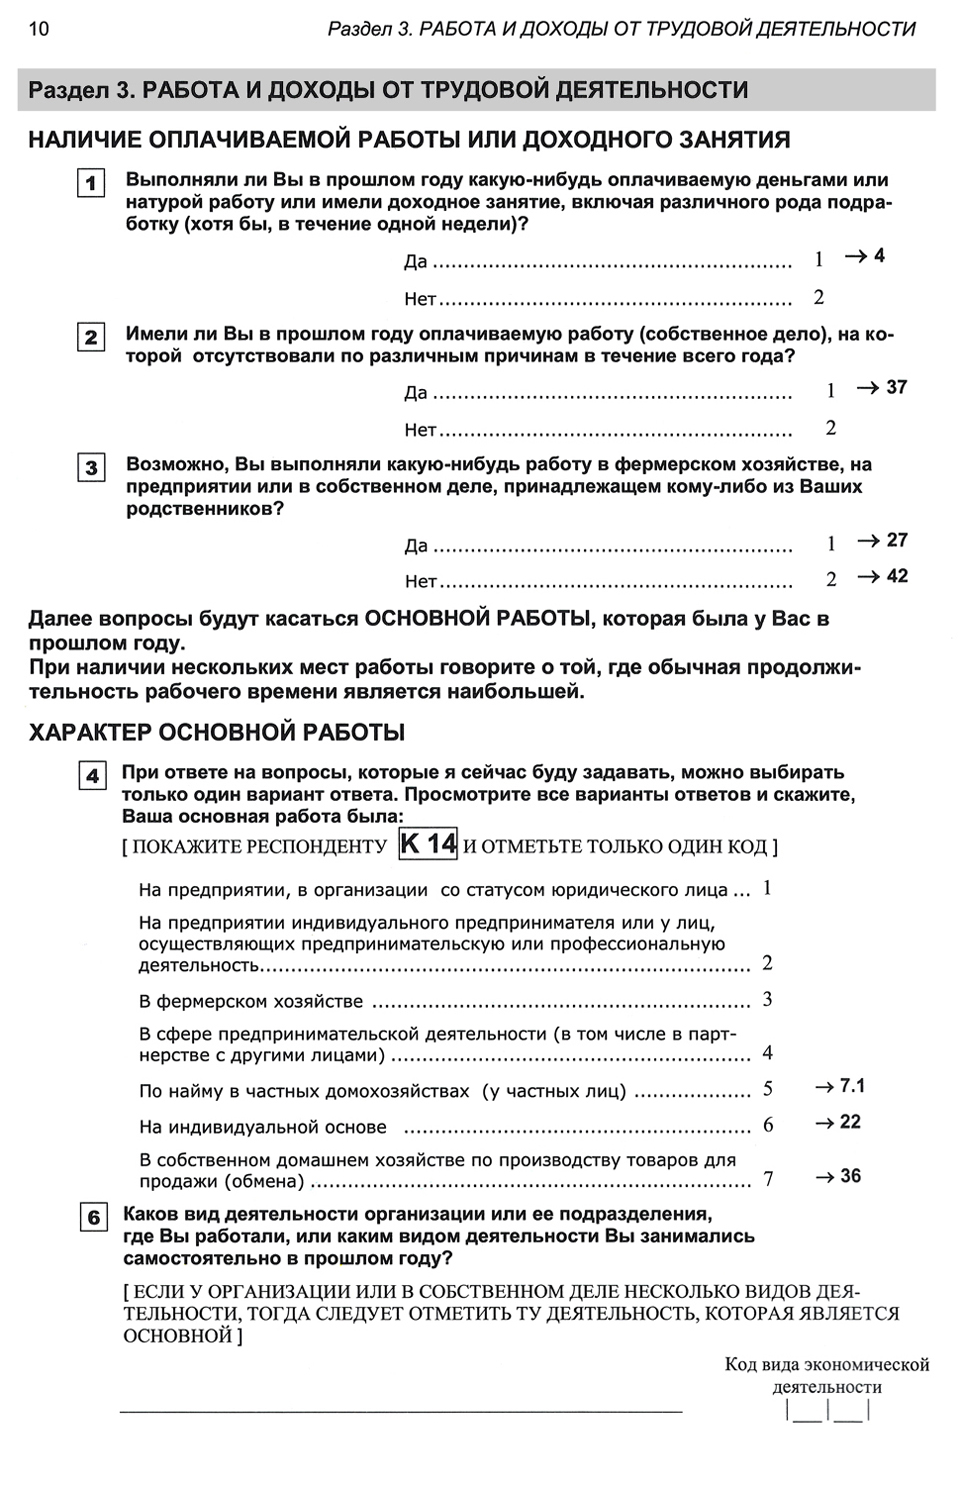 10 Раздел 3. РАБОТА И ДОХОДЫ ОТ ТРУДОВОЙ ДЕЯТЕЛЬНОСТИ
Раздел 3. РАБОТА И ДОХОДЫ ОТ ТРУДОВОЙ ДЕЯТЕЛЬНОСТИ
НАЛИЧИЕ ОПЛАЧИВАЕМОЙ РАБОТЫ ИЛИ ДОХОДНОГО ЗАНЯТИЯ
1 Выполняли ли Вы в прошлом году какую-нибудь оплачиваемую деньгами или
натурой работу или имели доходное занятие, включая различного рода подра-
ботку (хотя бы, в течение одной недели)?
Да .......................................................... 1 → 4
Нет......................................................... 2
2 Имели ли Вы в прошлом году оплачиваемую работу (собственное дело), на ко-
торой отсутствовали по различным причинам в течение всего года?
Да .......................................................... 1 → 37
Нет......................................................... 2
3 Возможно, Вы выполняли какую-нибудь работу в фермерском хозяйстве, на
предприятии или в собственном деле, принадлежащем кому-либо из Ваших
родственников?
Да .......................................................... 1 → 27
Нет......................................................... 2 → 42
Далее вопросы будут касаться ОСНОВНОЙ РАБОТЫ, которая была у Вас в
прошлом году.
При наличии нескольких мест работы говорите о той, где обычная продолжи-
тельность рабочего времени является наибольшей.
ХАРАКТЕР ОСНОВНОЙ РАБОТЫ
4 При ответе на вопросы, которые я сейчас буду задавать, можно выбирать
только один вариант ответа. Просмотрите все варианты ответов и скажите,
Ваша основная работа была:
[ ПОКАЖИТЕ РЕСПОНДЕНТУ К 14 И ОТМЕТЬТЕ ТОЛЬКО ОДИН КОД ]
На предприятии, в организации со статусом юридического лица ... 1
На предприятии индивидуального предпринимателя или у лиц,
осуществляющих предпринимательскую или профессиональную
деятельность............................................................................... 2
В фермерском хозяйстве ............................................................. 3
В сфере предпринимательской деятельности (в том числе в парт-
нерстве с другими лицами) .......................................................... 4
По найму в частных домохозяйствах (у частных лиц) ................... 5 → 7.1
На индивидуальной основе ........................................................ 6 → 22
В собственном домашнем хозяйстве по производству товаров для
продажи (обмена) ....................................................................... 7 → 36
6 Каков вид деятельности организации или ее подразделения,
где Вы работали, или каким видом деятельности Вы занимались
самостоятельно в прошлом году?
[ ЕСЛИ У ОРГАНИЗАЦИИ ИЛИ В СОБСТВЕННОМ ДЕЛЕ НЕСКОЛЬКО ВИДОВ ДЕЯ-
ТЕЛЬНОСТИ, ТОГДА СЛЕДУЕТ ОТМЕТИТЬ ТУ ДЕЯТЕЛЬНОСТЬ, КОТОРАЯ ЯВЛЯЕТСЯ
ОСНОВНОЙ ]
Код вида экономической
деятельности
____________________________________________ |___|___|